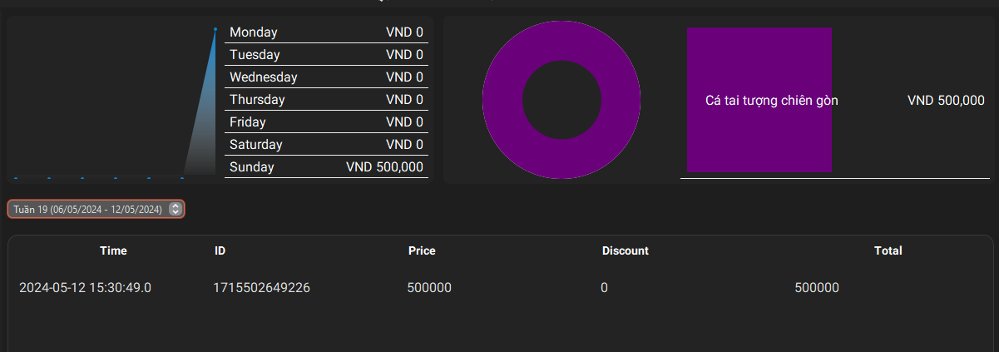 Monday VND 0
Tuesday VND 0
Wednesday VND 0
Thursday VND 0
Friday VND 0
Saturday VND 0
Sunday VND 500,000
Cá tai tượng chiên gòn VND 500,000
Tuần 19 (06/05/2024 - 12/05/2024)
Time ID Price Discount Total
2024-05-12 15:30:49.0 1715502649226 500000 0 500000